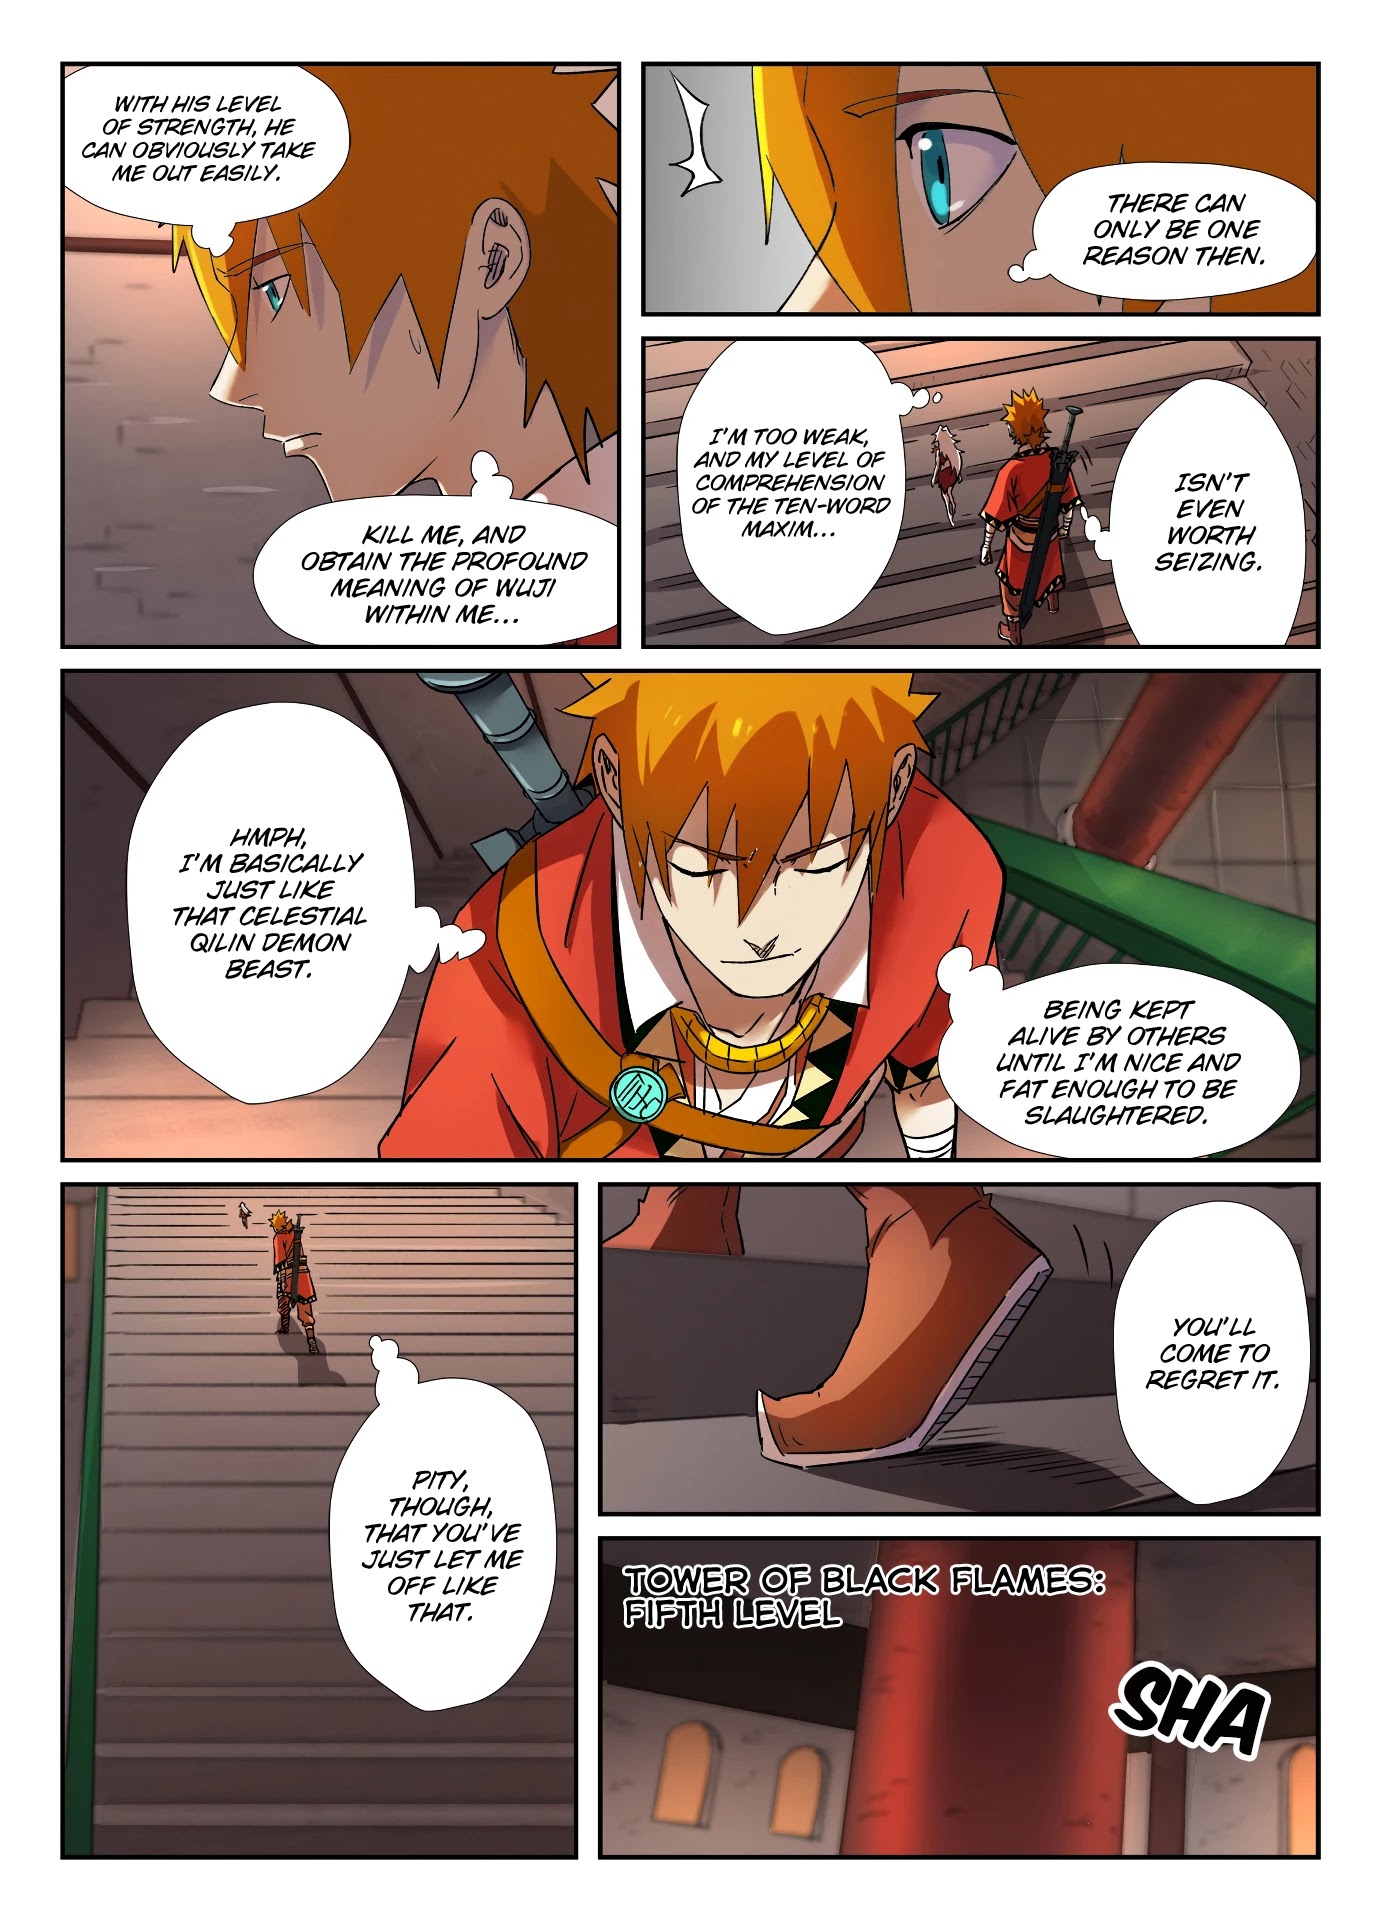 WITH HIS LEVEL
OF STRENGTH, HE
CAN OBVIOUSLY TAKE
ME OUT EASILY.
KILL ME, AND
OBTAIN THE PROFOUND
MEANING OF WUJI
WITHIN ME...
THERE CAN
ONLY BE ONE
REASON THEN.
I'M TOO WEAK,
AND MY LEVEL OF
COMPREHENSION
OF THE TEN-WORD
MAXIM...
ISN'T
EVEN
WORTH
SEIZING.
HMPH,
I'M BASICALLY
JUST LIKE
THAT CELESTIAL
QILIN DEMON
BEAST.
BEING KEPT
ALIVE BY OTHERS
UNTIL I'M NICE AND
FAT ENOUGH TO BE
SLAUGHTERED.
PITY,
THOUGH,
THAT YOU'VE
JUST LET ME
OFF LIKE
THAT.
YOU'LL
COME TO
REGRET IT.
TOWER OF BLACK FLAMES:
FIFTH LEVEL
SHA